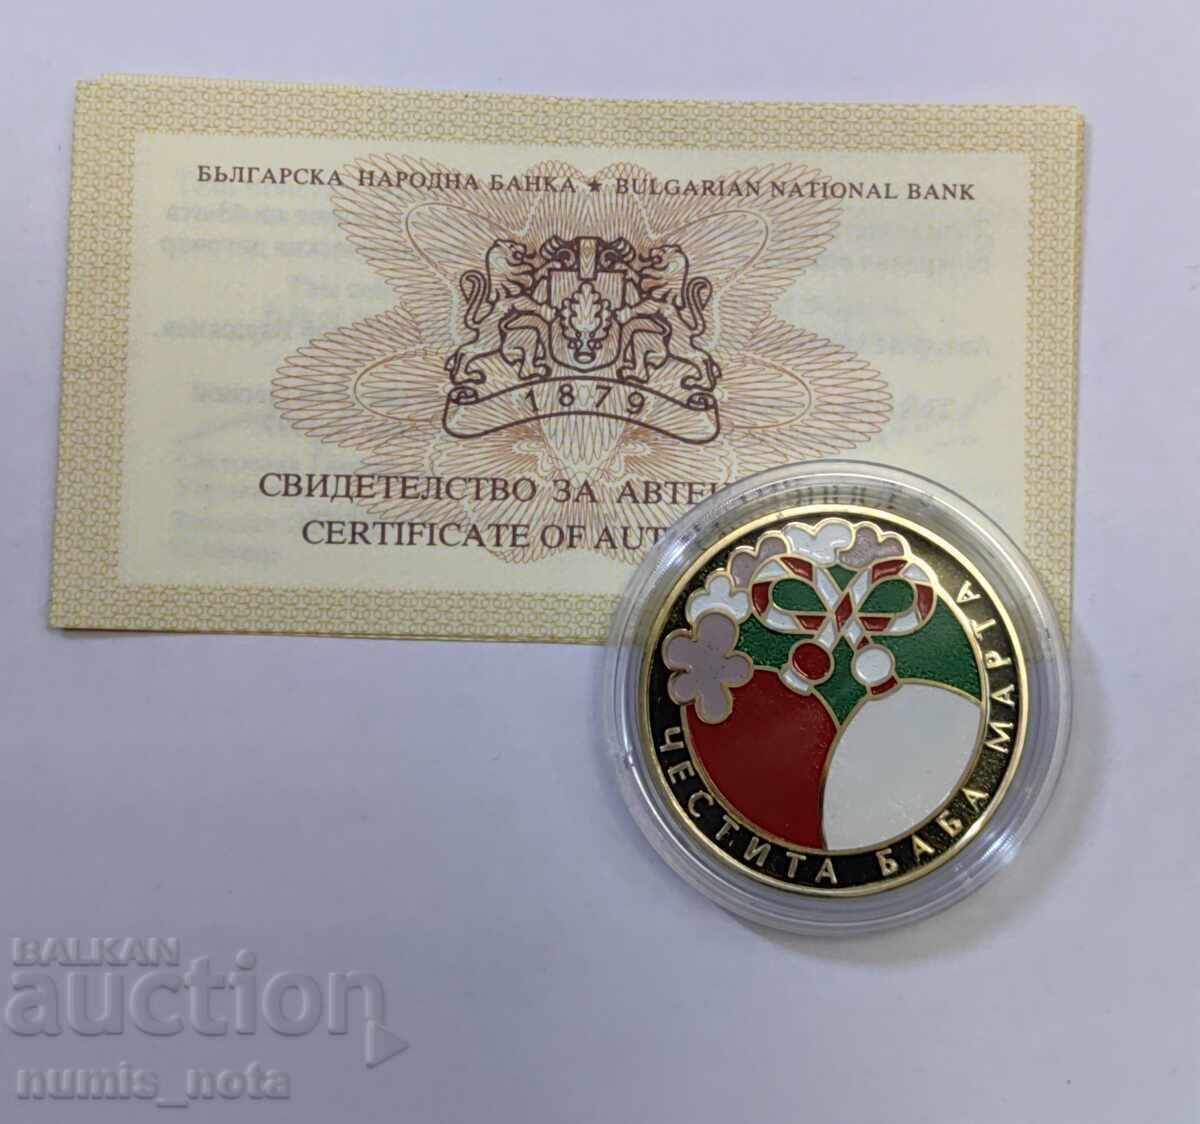 БЪЛГАРСКА НАРОДНА БАНКА ★ BULGARIAN NATIONAL BANK
1879
СВИДЕТЕЛСТВО ЗА АВТЕ
CERTIFICATE OF AUT
ЧЕСТИТА БАБА МАРТА
BALKAN
auction
numis_nota